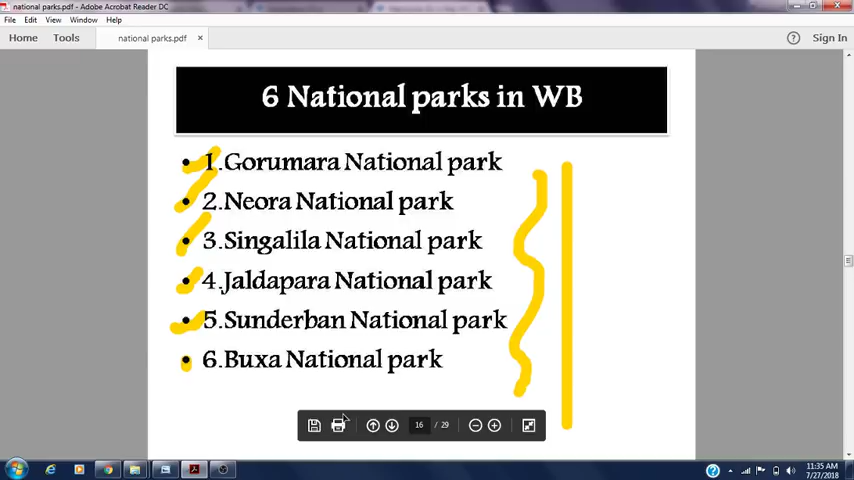 national parks.pdf - Adobe Acrobat Reader DC
File Edit View Window Help
Home Tools national parks.pdf × ? Sign In
6 National parks in WB
• 1.Gorumara National park
• 2.Neora National park
• 3.Singalila National park
• 4.Jaldapara National park
• 5.Sunderban National park
• 6.Buxa National park
16 / 29
11:35 AM
7/27/2018